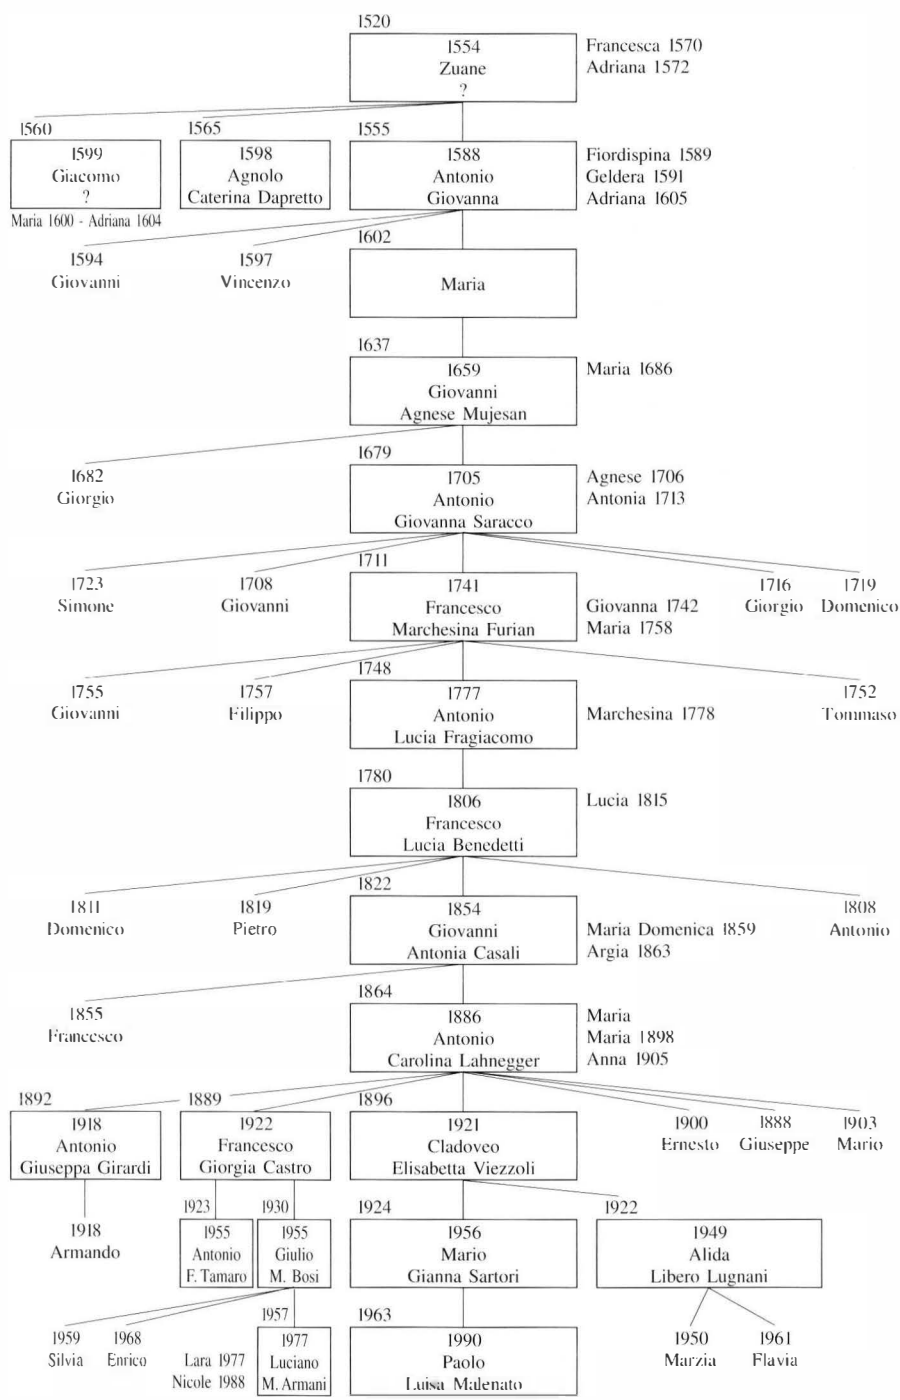 1520
1554
Zuane
?
Francesca 1570
Adriana 1572
1560
1599
Giacomo
?
Maria 1600 - Adriana 1604
1565
1598
Agnolo
Caterina Dapretto
1555
1588
Antonio
Giovanna
Fiordispina 1589
Geldera 1591
Adriana 1605
1594
Giovanni
1597
Vincenzo
1602
Maria
1637
1659
Giovanni
Agnese Mujesan
Maria 1686
1682
Giorgio
1679
1705
Antonio
Giovanna Saracco
Agnese 1706
Antonia 1713
1723
Simone
1708
Giovanni
1711
1741
Francesco
Marchesina Furian
Giovanna 1742
Maria 1758
1716
Giorgio
1719
Domenico
1755
Giovanni
1757
Filippo
1748
1777
Antonio
Lucia Fragiacomo
Marchesina 1778
1752
Tommaso
1780
1806
Francesco
Lucia Benedetti
Lucia 1815
1811
Domenico
1819
Pietro
1822
1854
Giovanni
Antonia Casali
Maria Domenica 1859
Argia 1863
1808
Antonio
1855
Francesco
1864
1886
Antonio
Carolina Lahnegger
Maria
Maria 1898
Anna 1905
1892
1918
Antonio
Giuseppa Girardi
1889
1922
Francesco
Giorgia Castro
1896
1921
Cladoveo
Elisabetta Viezzoli
1900
Ernesto
1888
Giuseppe
1903
Mario
1918
Armando
1923
1955
Antonio
F. Tamaro
1930
1955
Giulio
M. Bosi
1924
1956
Mario
Gianna Sartori
1922
1949
Alida
Libero Lugnani
1959
Silvia
1968
Enrico
Lara 1977
Nicole 1988
1957
1977
Luciano
M. Armani
1963
1990
Paolo
Luisa Malenato
1950
Marzia
1961
Flavia